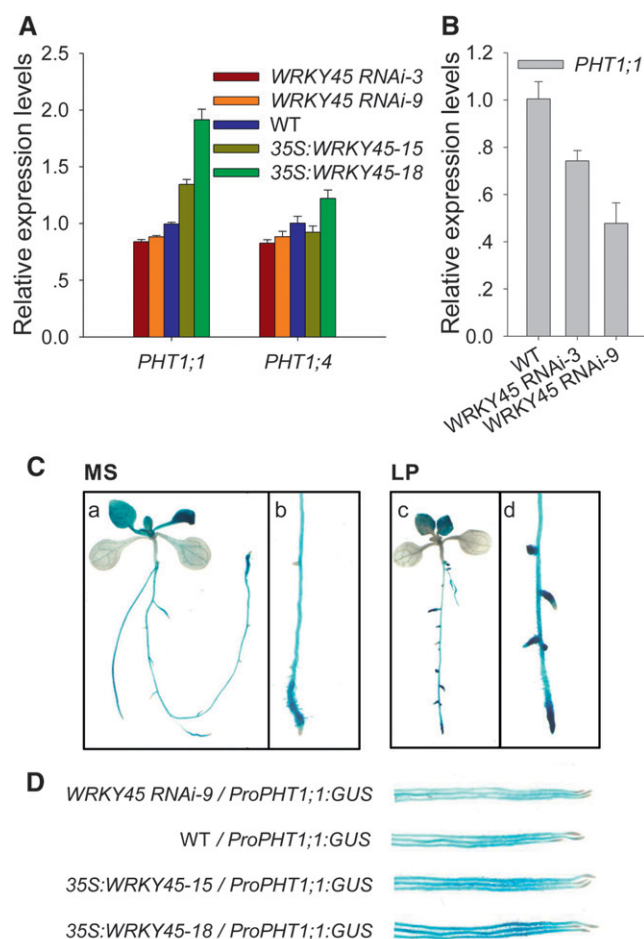 A
Relative expression levels
2.5
2.0
1.5
1.0
.5
0.0
WRKY45 RNAi-3
WRKY45 RNAi-9
WT
35S:WRKY45-15
35S:WRKY45-18
PHT1;1
PHT1;4
B
Relative expression levels
1.2
1.0
.8
.6
.4
.2
0.0
PHT1;1
WT
WRKY45 RNAi-3
WRKY45 RNAi-9
C
MS
LP
a
b
c
d
D
WRKY45 RNAi-9 / ProPHT1;1:GUS
WT / ProPHT1;1:GUS
35S:WRKY45-15 / ProPHT1;1:GUS
35S:WRKY45-18 / ProPHT1;1:GUS